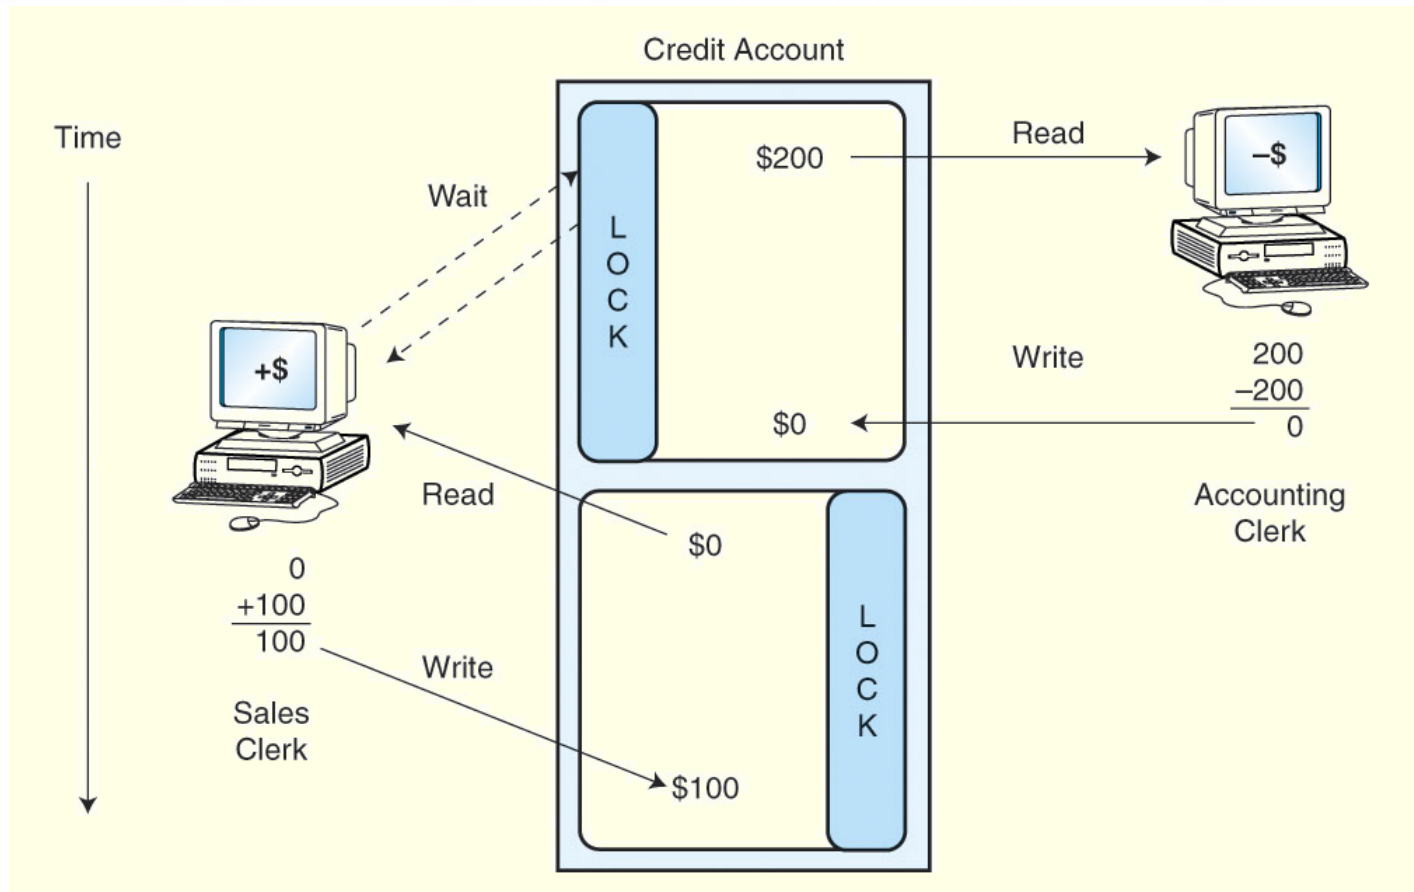 Credit Account
Time
Wait
L
O
C
K
$200
Read
–$
+$
Write
200
–200
0
$0
Accounting
Clerk
Read
$0
0
+100
100
Write
Sales
Clerk
$100
L
O
C
K